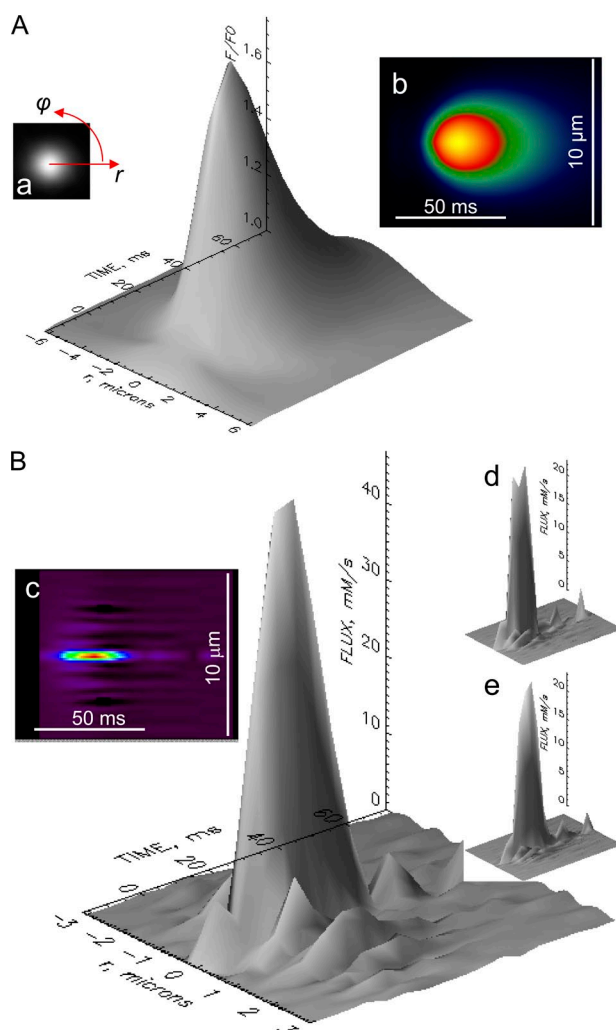 A
F/F0
1.6
1.4
1.2
1.0
φ
r
a
b
10 µm
50 ms
TIME, ms
0
20
40
60
-6
-4
-2
0
2
4
6
r, microns
B
40
30
20
10
0
FLUX, mM/s
c
10 µm
50 ms
TIME, ms
0
20
40
60
-3
-2
-1
0
1
2
r, microns
d
20
15
10
5
0
FLUX, mM/s
e
20
15
10
5
0
FLUX, mM/s